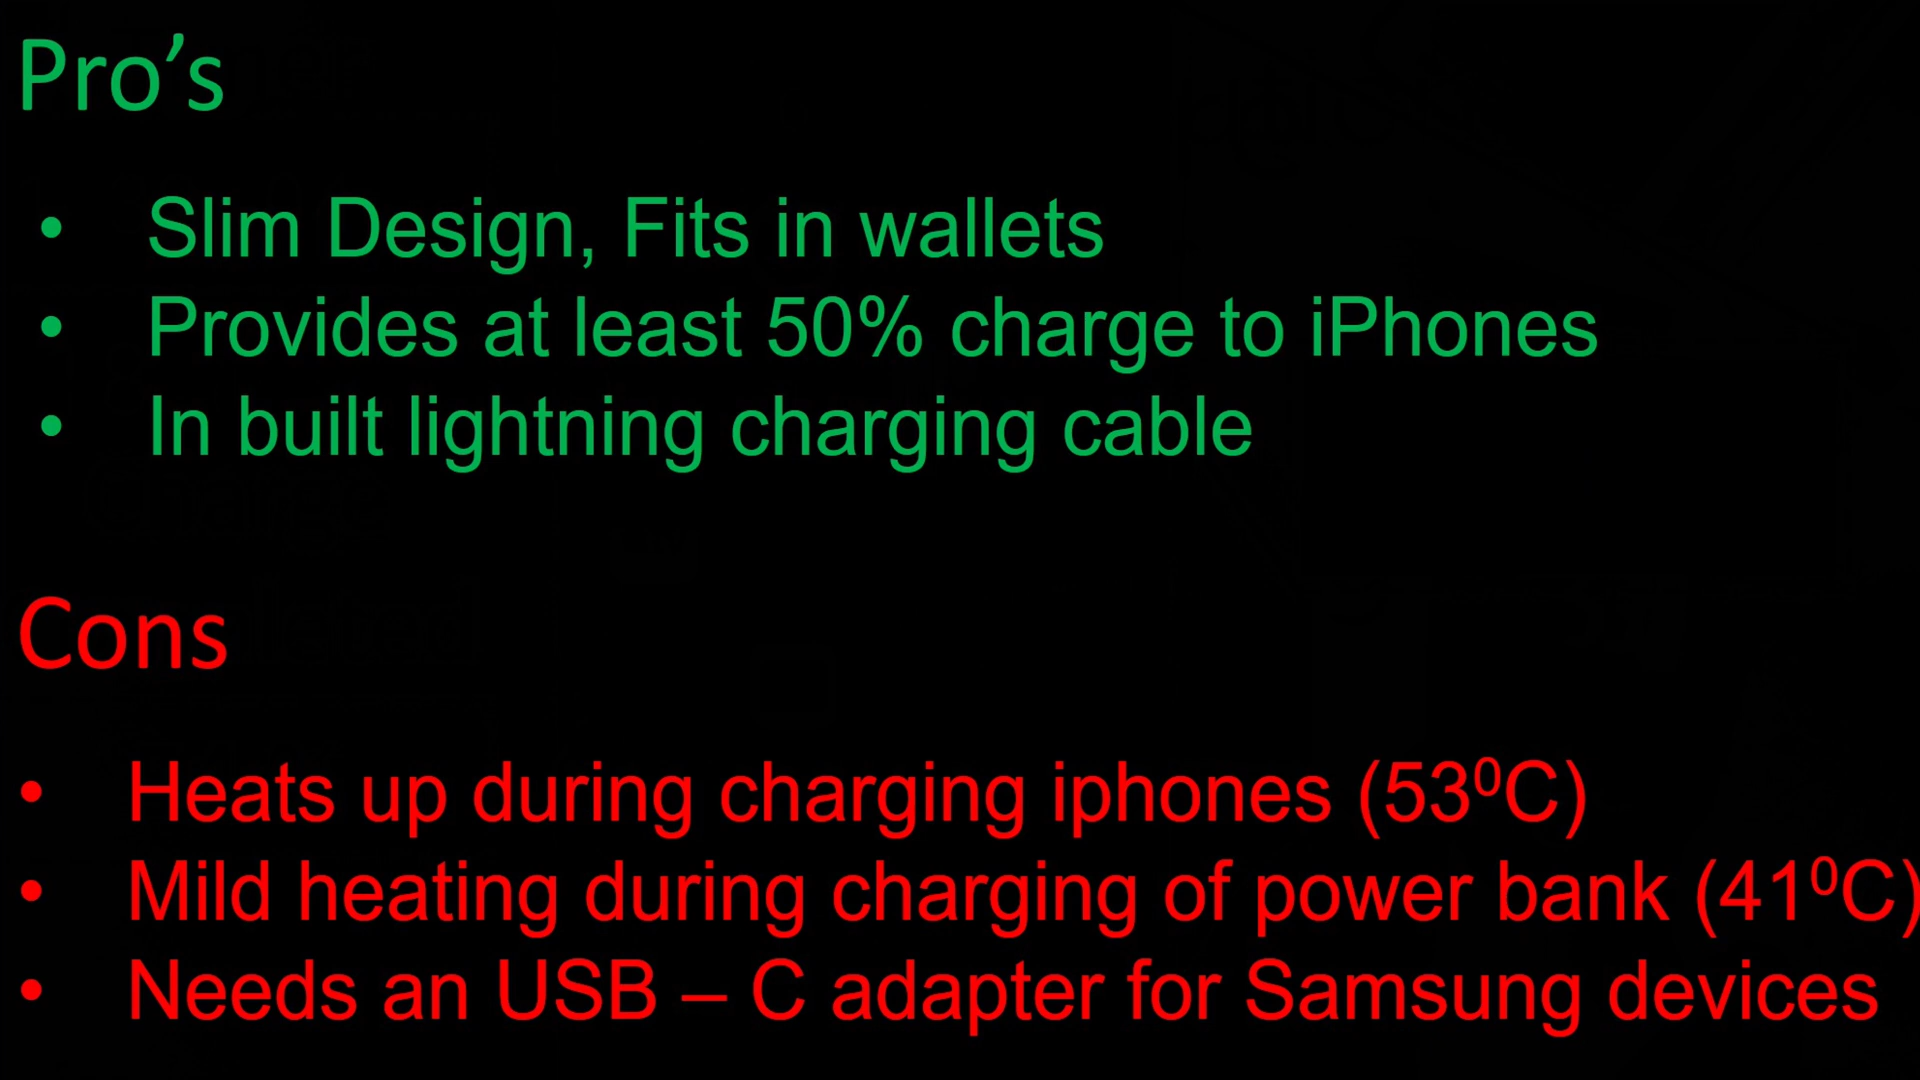 Pro’s
• Slim Design, Fits in wallets
• Provides at least 50% charge to iPhones
• In built lightning charging cable
Cons
• Heats up during charging iphones (53⁰C)
• Mild heating during charging of power bank (41⁰C)
• Needs an USB – C adapter for Samsung devices